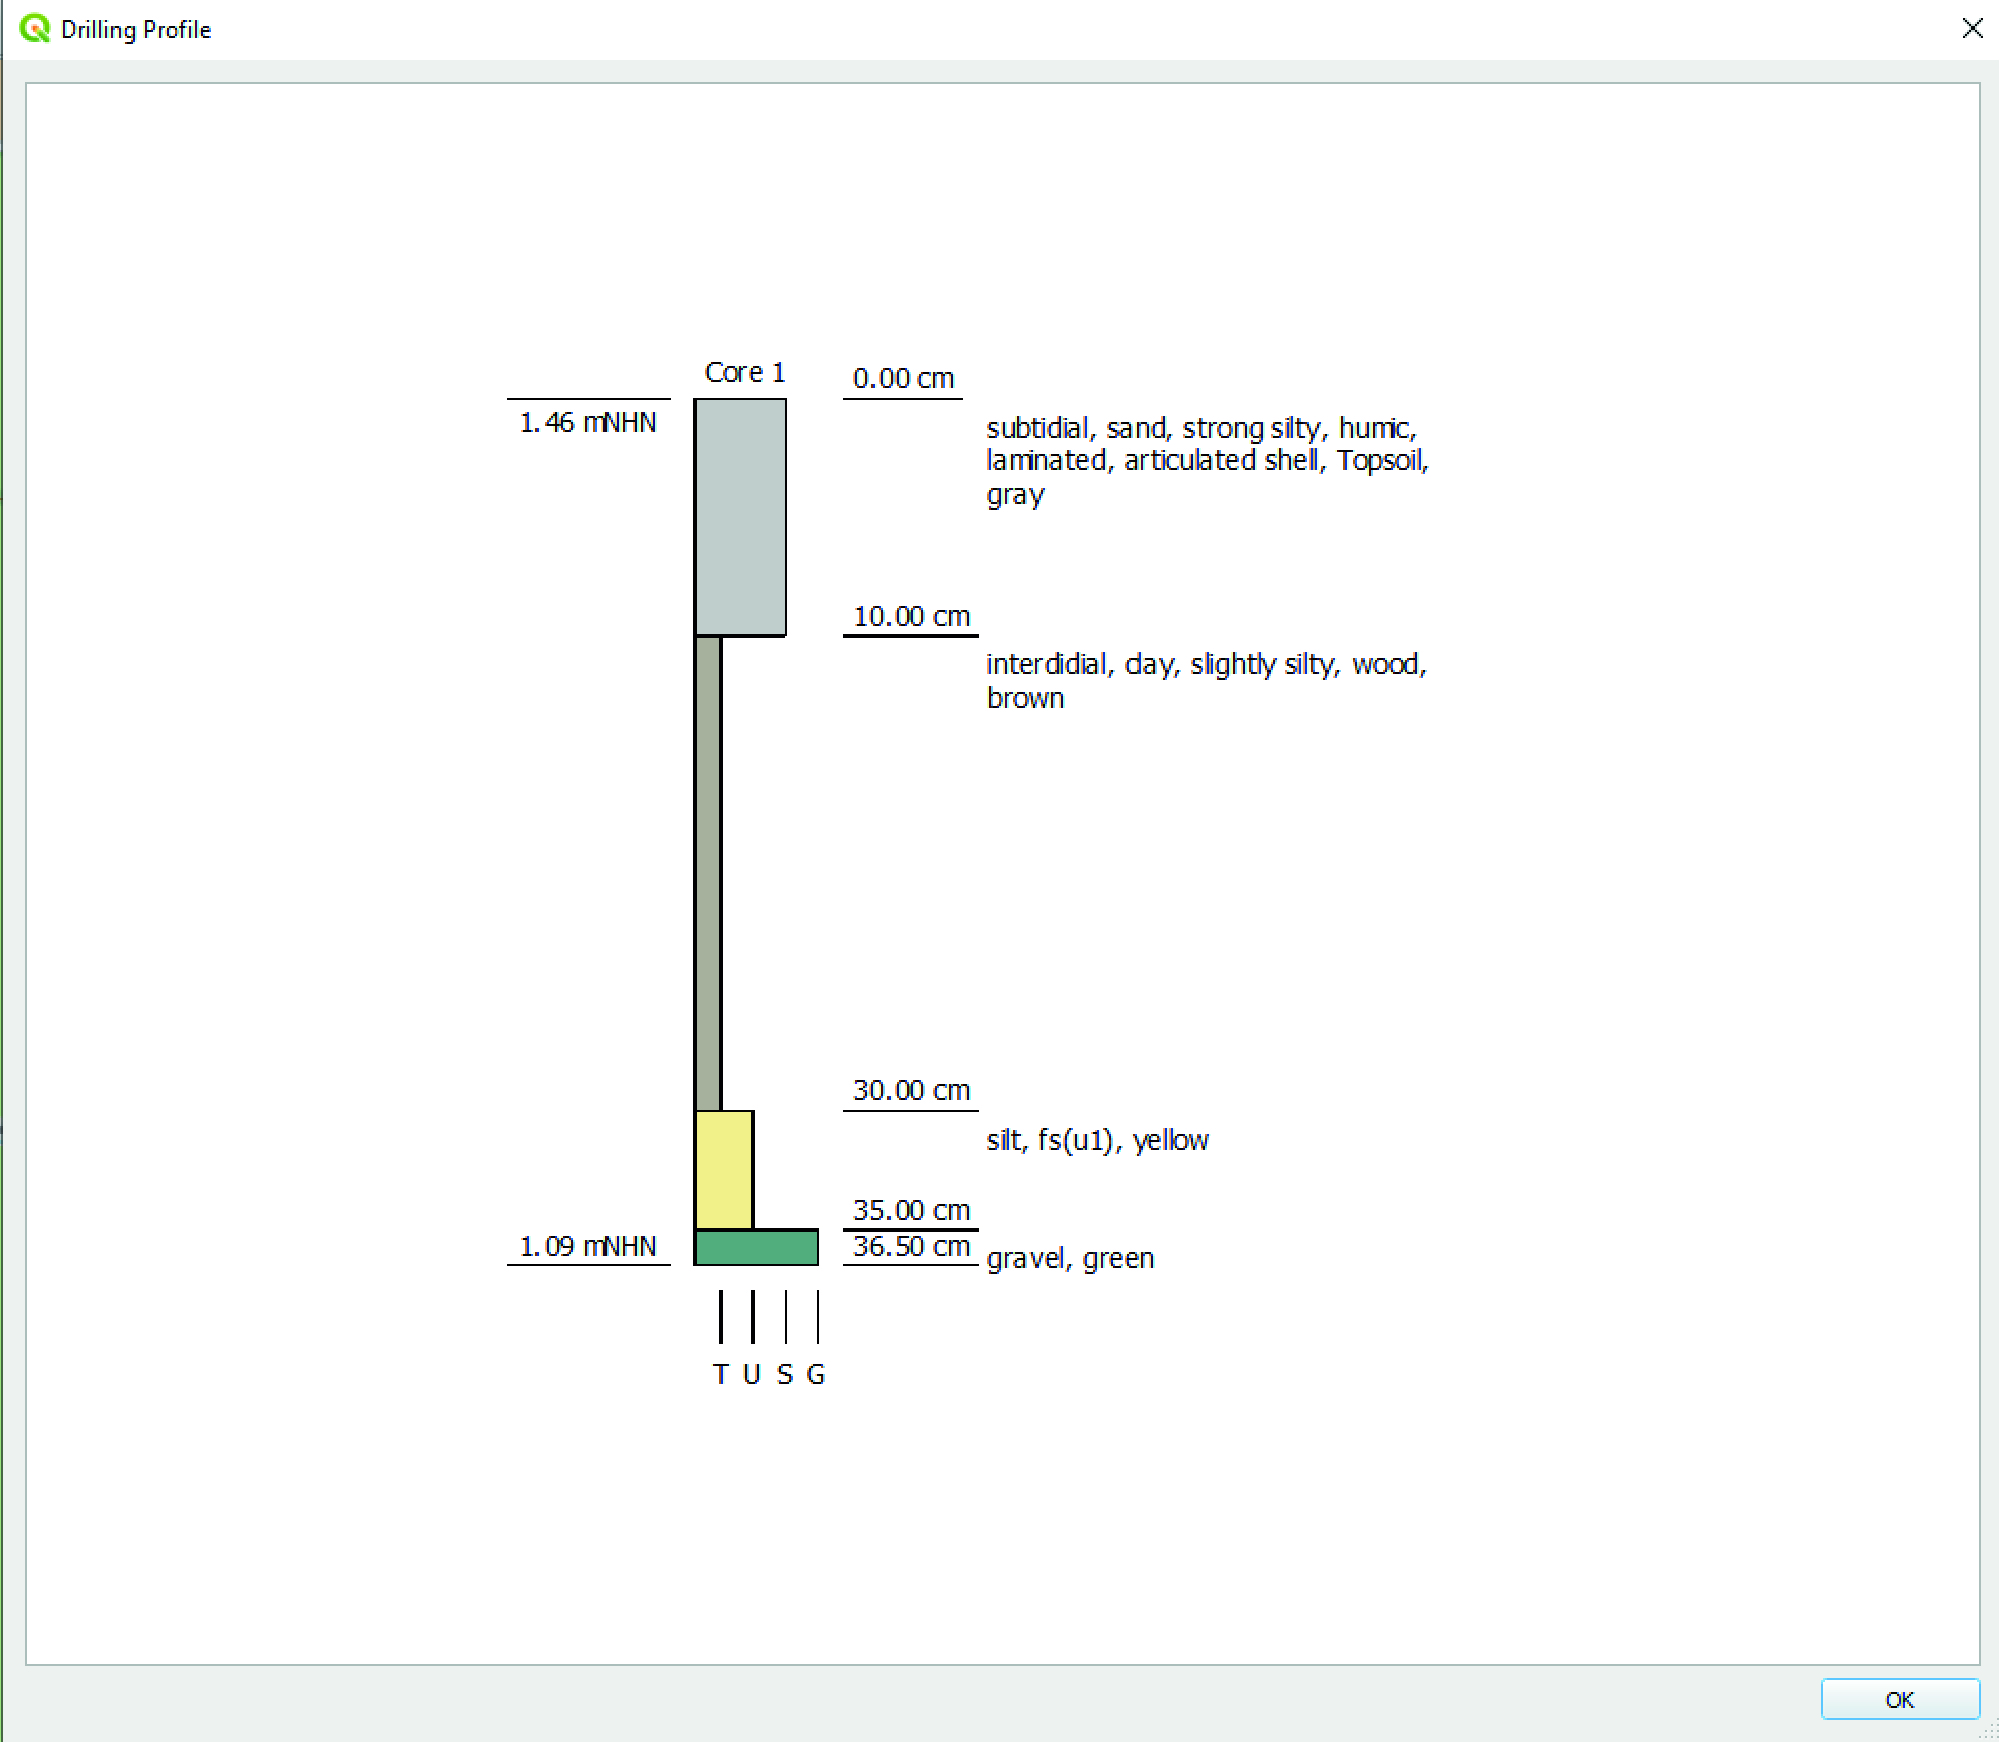 Drilling Profile
Core 1
0.00 cm
1.46 mNHN
subtidial, sand, strong silty, humic,
laminated, articulated shell, Topsoil,
gray
10.00 cm
interdidial, clay, slightly silty, wood,
brown
30.00 cm
silt, fs(u1), yellow
35.00 cm
1.09 mNHN
36.50 cm
gravel, green
T U S G
OK